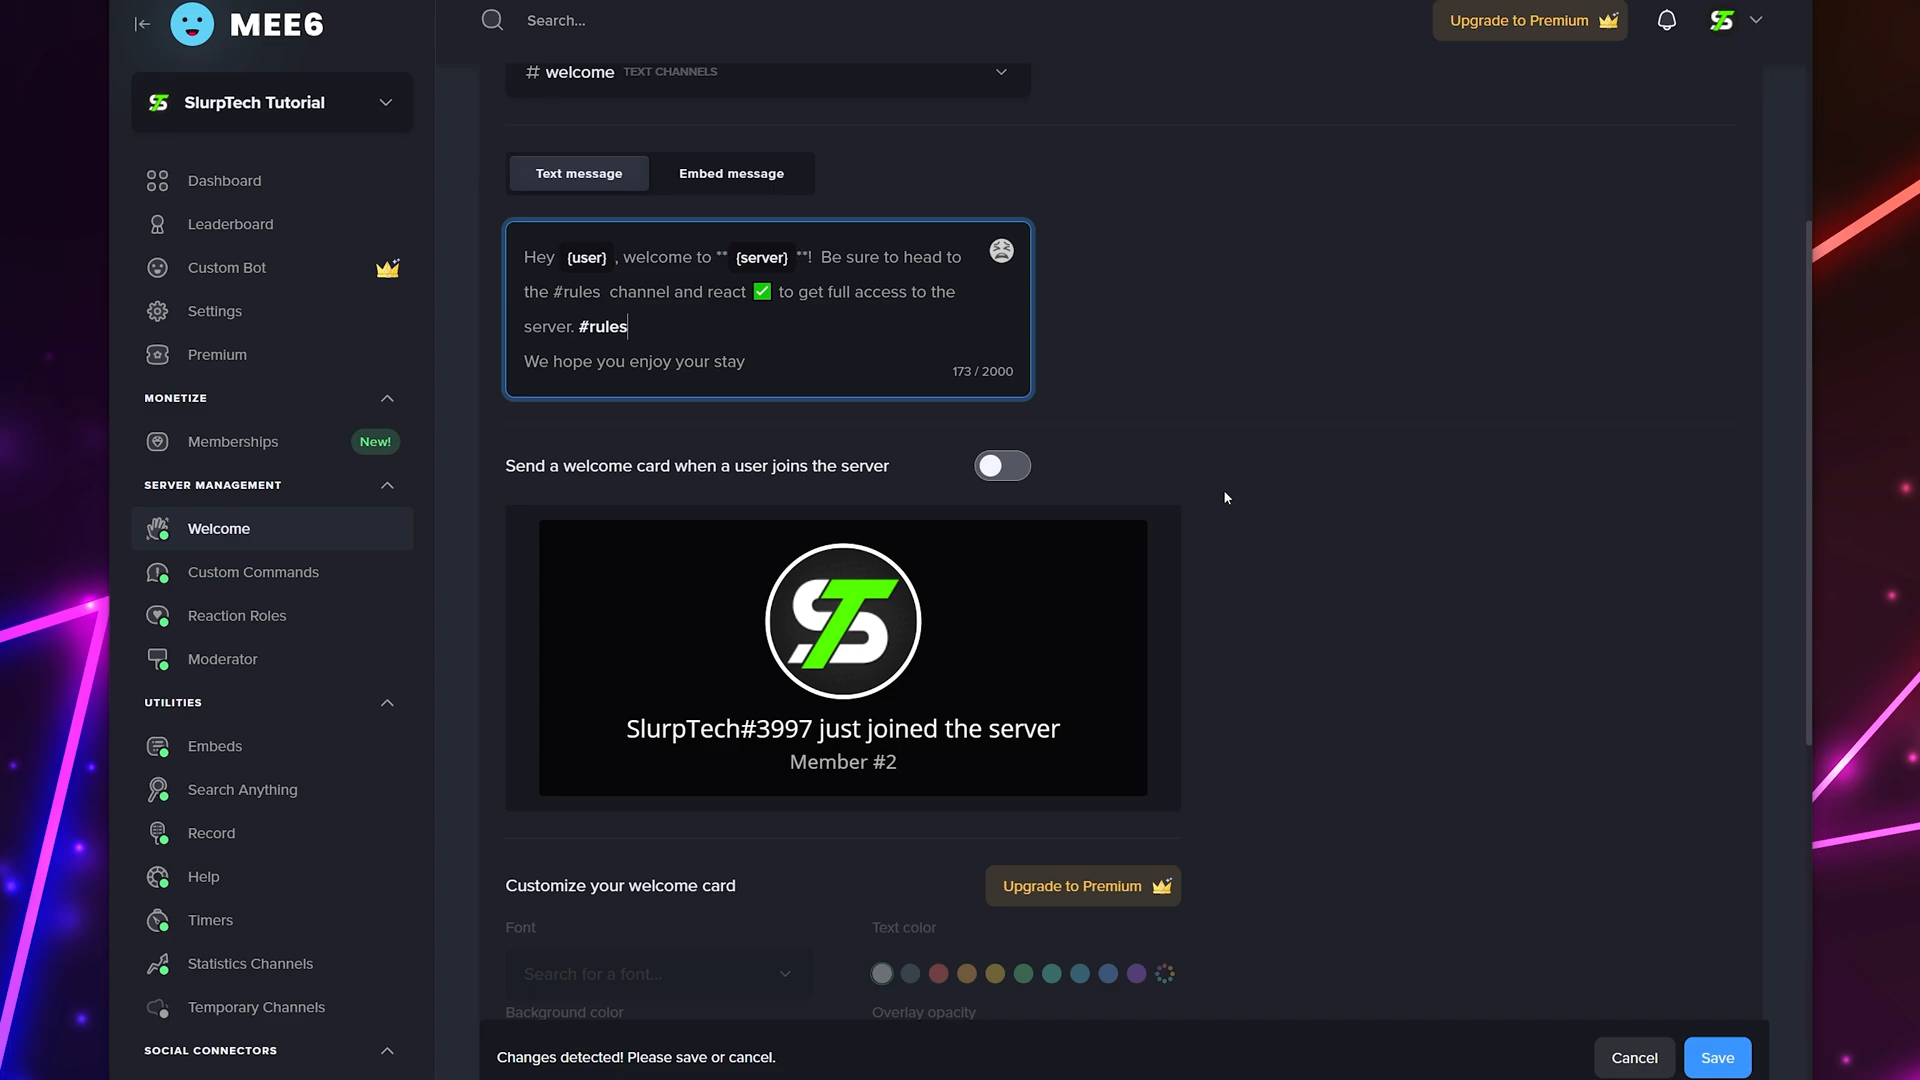 MEE6
Search...
Upgrade to Premium
SlurpTech Tutorial
# welcome TEXT CHANNELS
Dashboard
Leaderboard
Custom Bot
Settings
Premium
MONETIZE
Memberships New!
SERVER MANAGEMENT
Welcome
Custom Commands
Reaction Roles
Moderator
UTILITIES
Embeds
Search Anything
Record
Help
Timers
Statistics Channels
Temporary Channels
SOCIAL CONNECTORS
Text message Embed message
Hey {user} , welcome to ** {server} **! Be sure to head to
the #rules channel and react ✅ to get full access to the
server. #rules
We hope you enjoy your stay
173 / 2000
Send a welcome card when a user joins the server
ST
SlurpTech#3997 just joined the server
Member #2
Customize your welcome card
Upgrade to Premium
Font
Text color
Search for a font...
Background color
Overlay opacity
Changes detected! Please save or cancel.
Cancel
Save